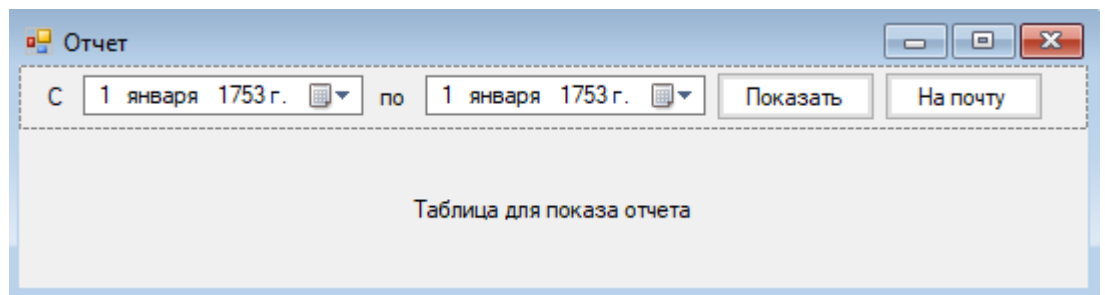 Отчет
С 1 января 1753 г. по 1 января 1753 г. Показать На почту
Таблица для показа отчета